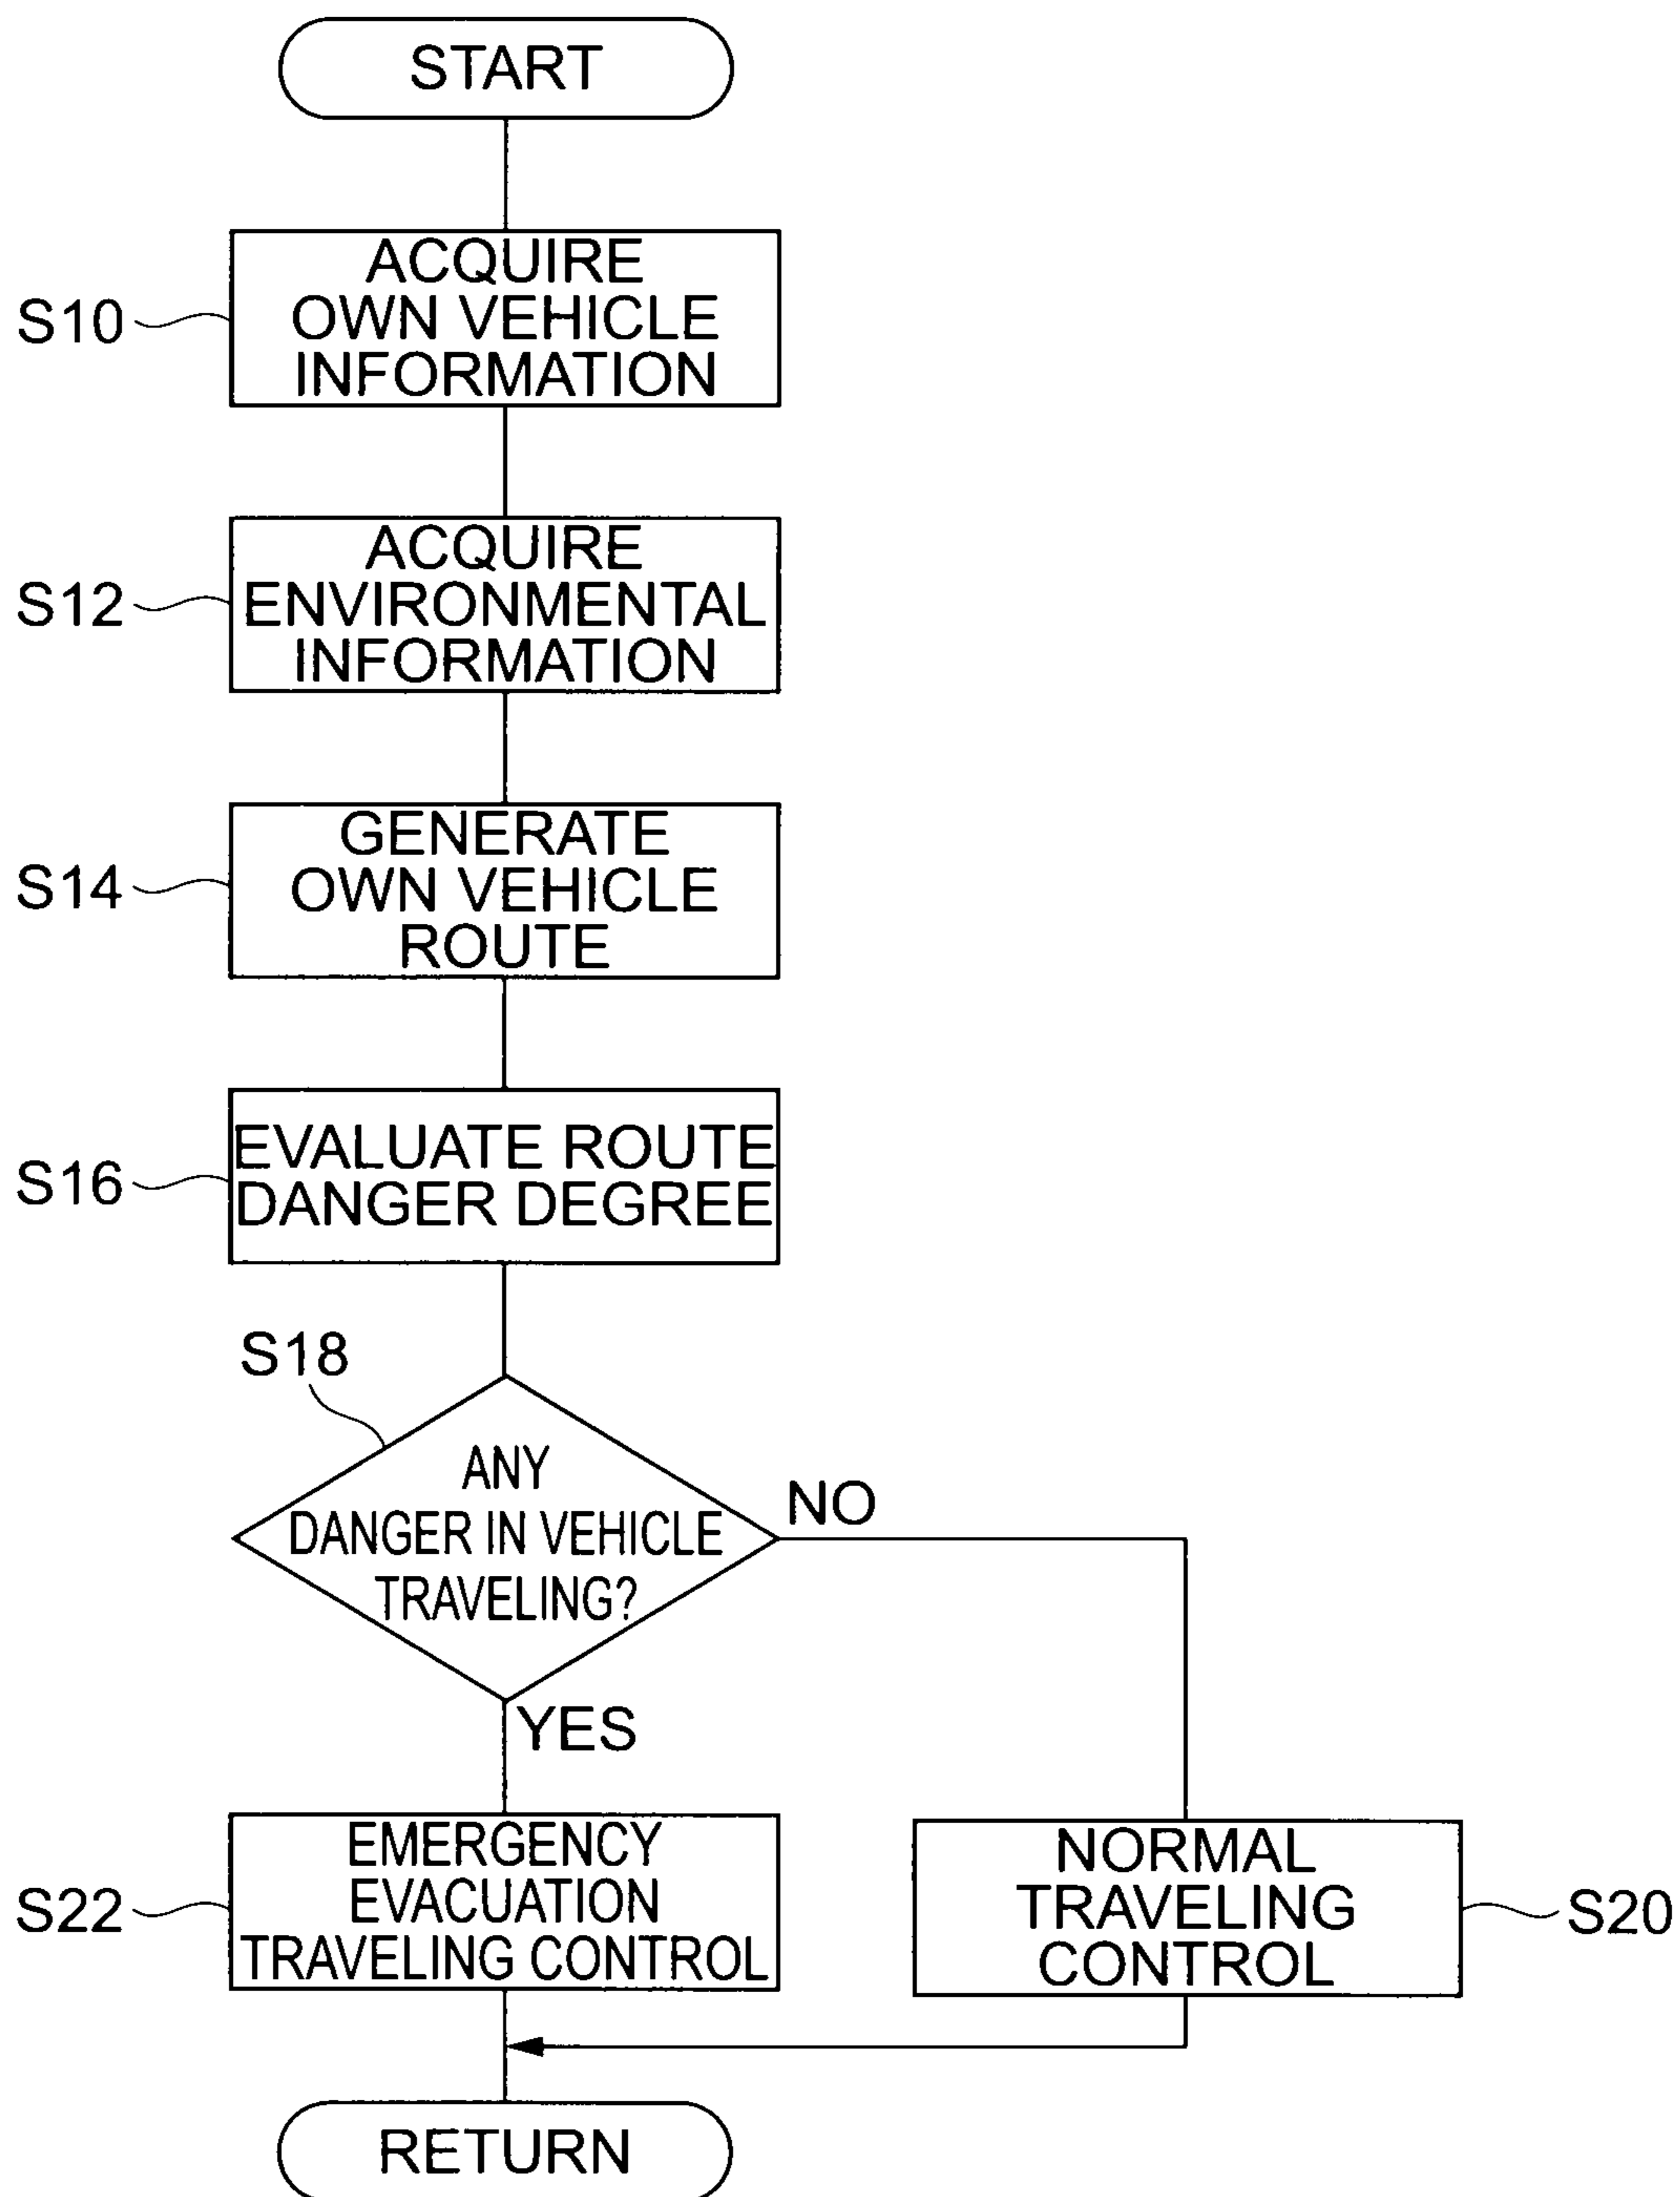 START
S10
ACQUIRE
OWN VEHICLE
INFORMATION
S12
ACQUIRE
ENVIRONMENTAL
INFORMATION
S14
GENERATE
OWN VEHICLE
ROUTE
S16
EVALUATE ROUTE
DANGER DEGREE
S18
ANY
DANGER IN VEHICLE
TRAVELING?
NO
YES
S22
EMERGENCY
EVACUATION
TRAVELING CONTROL
NORMAL
TRAVELING
CONTROL
S20
RETURN